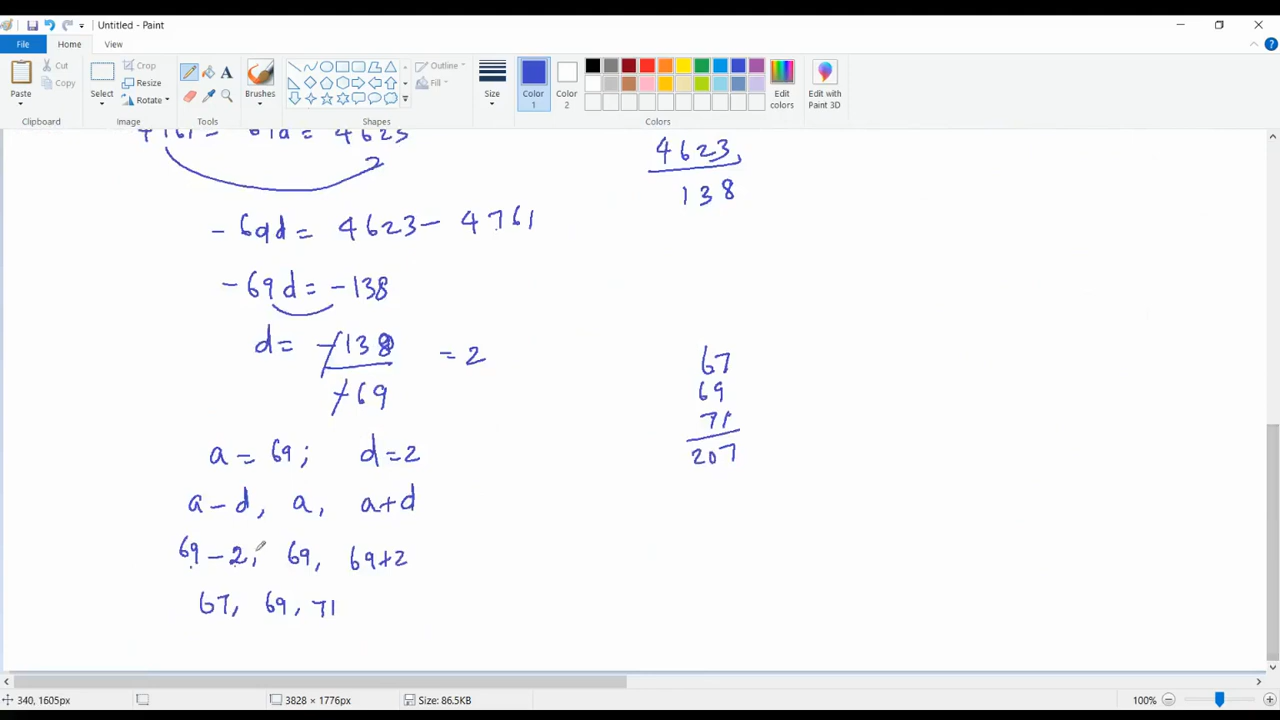 Untitled - Paint
File Home View
Paste
Cut
Copy
Clipboard
Select
Crop
Resize
Rotate
Image
Tools
Brushes
Shapes
Outline
Fill
Size
Color 1
Color 2
Edit colors
Edit with Paint 3D
Colors
4623
138
- 69d = 4623 - 4761
- 69d = - 138
d = -138 / -69 = 2
67
69
71
207
a = 69; d = 2
a - d, a, a + d
69 - 2, 69, 69 + 2
67, 69, 71
340, 1605px
3828 × 1776px
Size: 86.5KB
100%